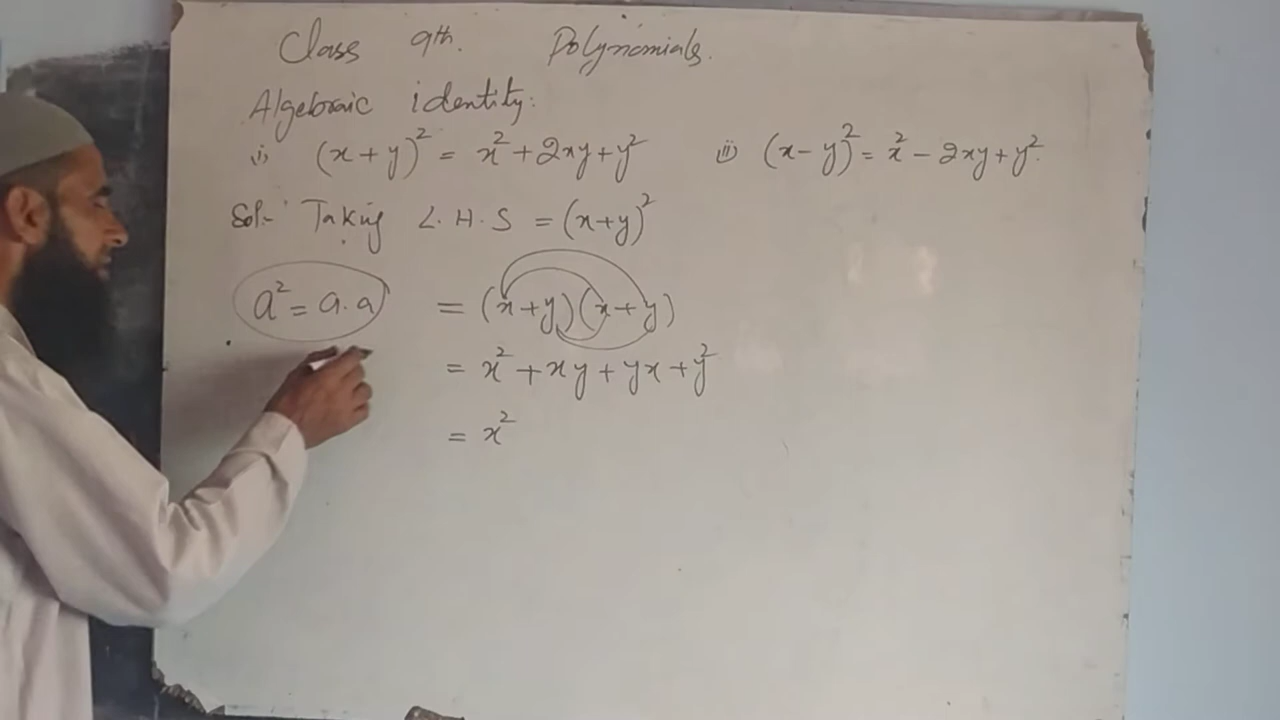 Class 9th. Polynomials.
Algebraic identity:
(i) (x+y)² = x²+2xy+y² (ii) (x-y)² = x²-2xy+y².
Sol:- Taking L.H.S = (x+y)²
a² = a.a = (x+y)(x+y)
= x²+xy+yx+y²
= x²